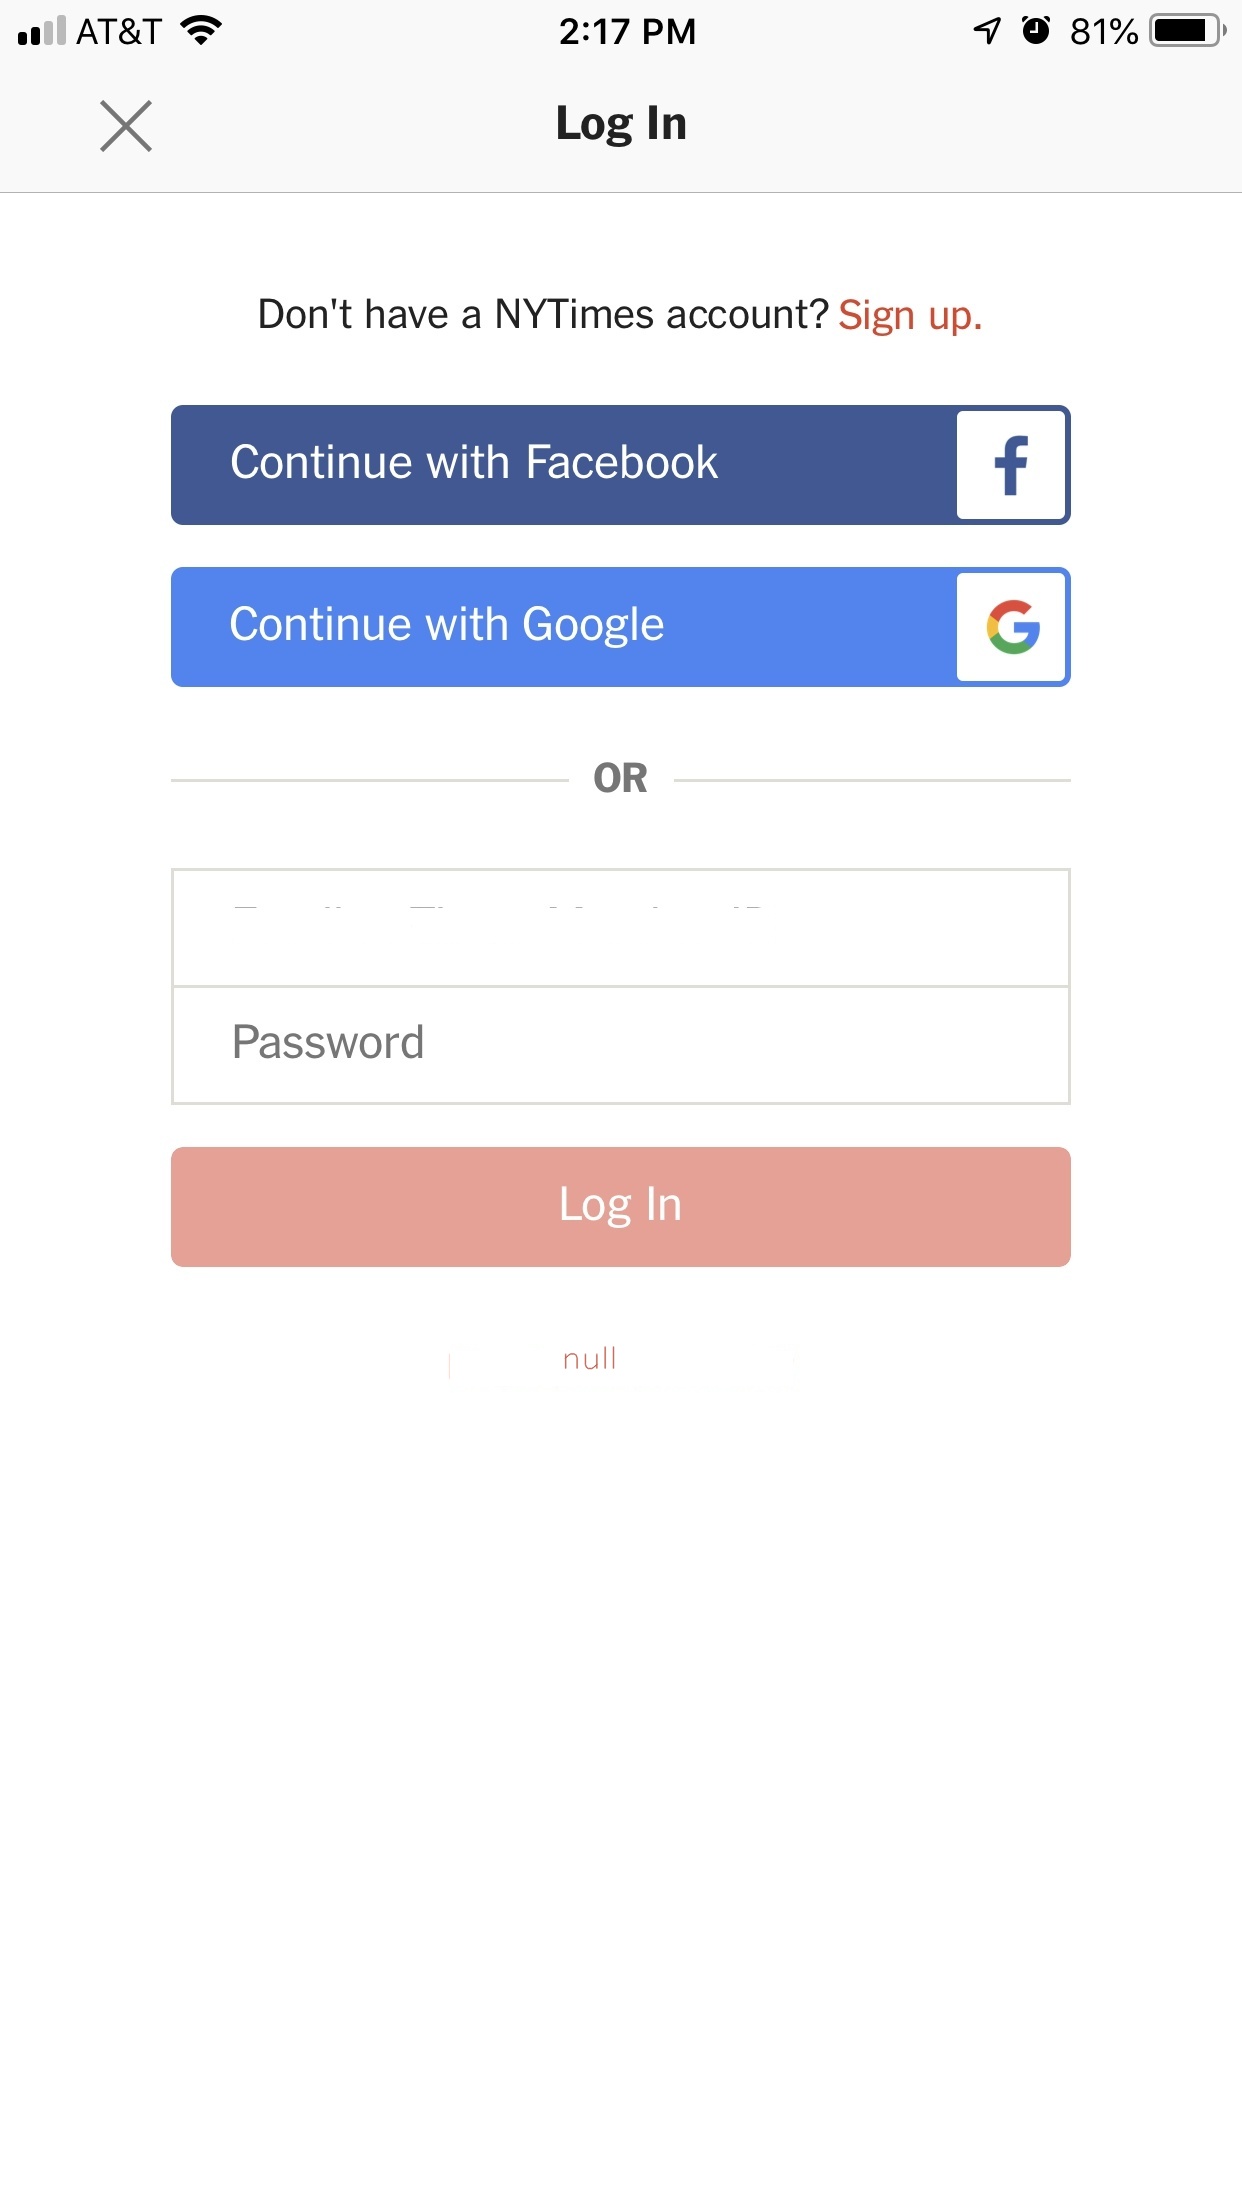 AT&T 2:17 PM 81%
Log In
Don't have a NYTimes account? Sign up.
Continue with Facebook f
Continue with Google G
OR
Password
Log In
null